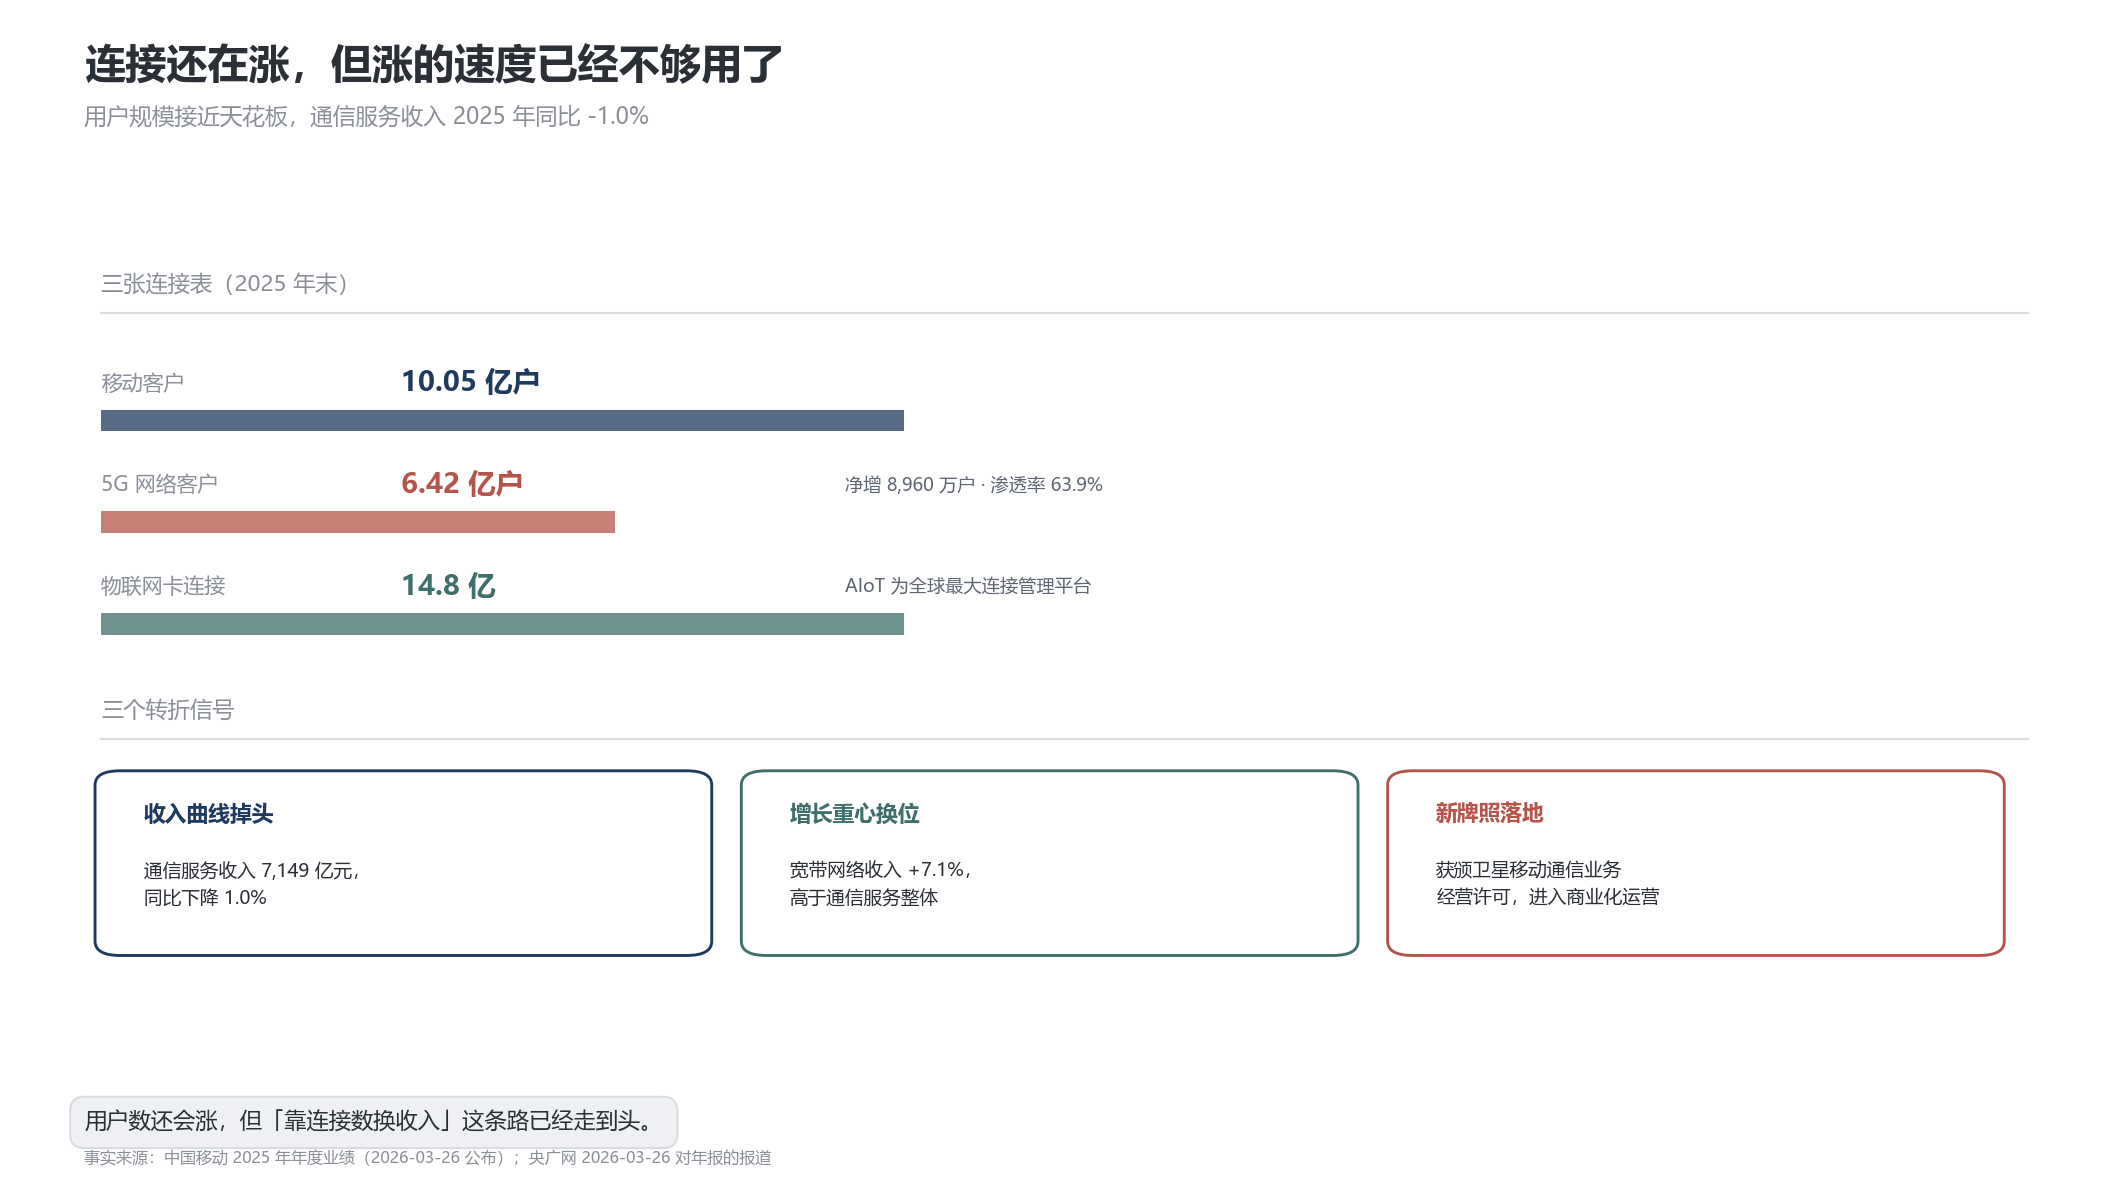 连接还在涨，但涨的速度已经不够用了
用户规模接近天花板，通信服务收入 2025 年同比 -1.0%
三张连接表（2025 年末）
移动客户
10.05 亿户
5G 网络客户
6.42 亿户
净增 8,960 万户 · 渗透率 63.9%
物联网卡连接
14.8 亿
AIoT 为全球最大连接管理平台
三个转折信号
收入曲线掉头
通信服务收入 7,149 亿元，
同比下降 1.0%
增长重心换位
宽带网络收入 +7.1%，
高于通信服务整体
新牌照落地
获颁卫星移动通信业务
经营许可，进入商业化运营
用户数还会涨，但「靠连接数换收入」这条路已经走到头。
事实来源：中国移动 2025 年年度业绩（2026-03-26 公布）；央广网 2026-03-26 对年报的报道